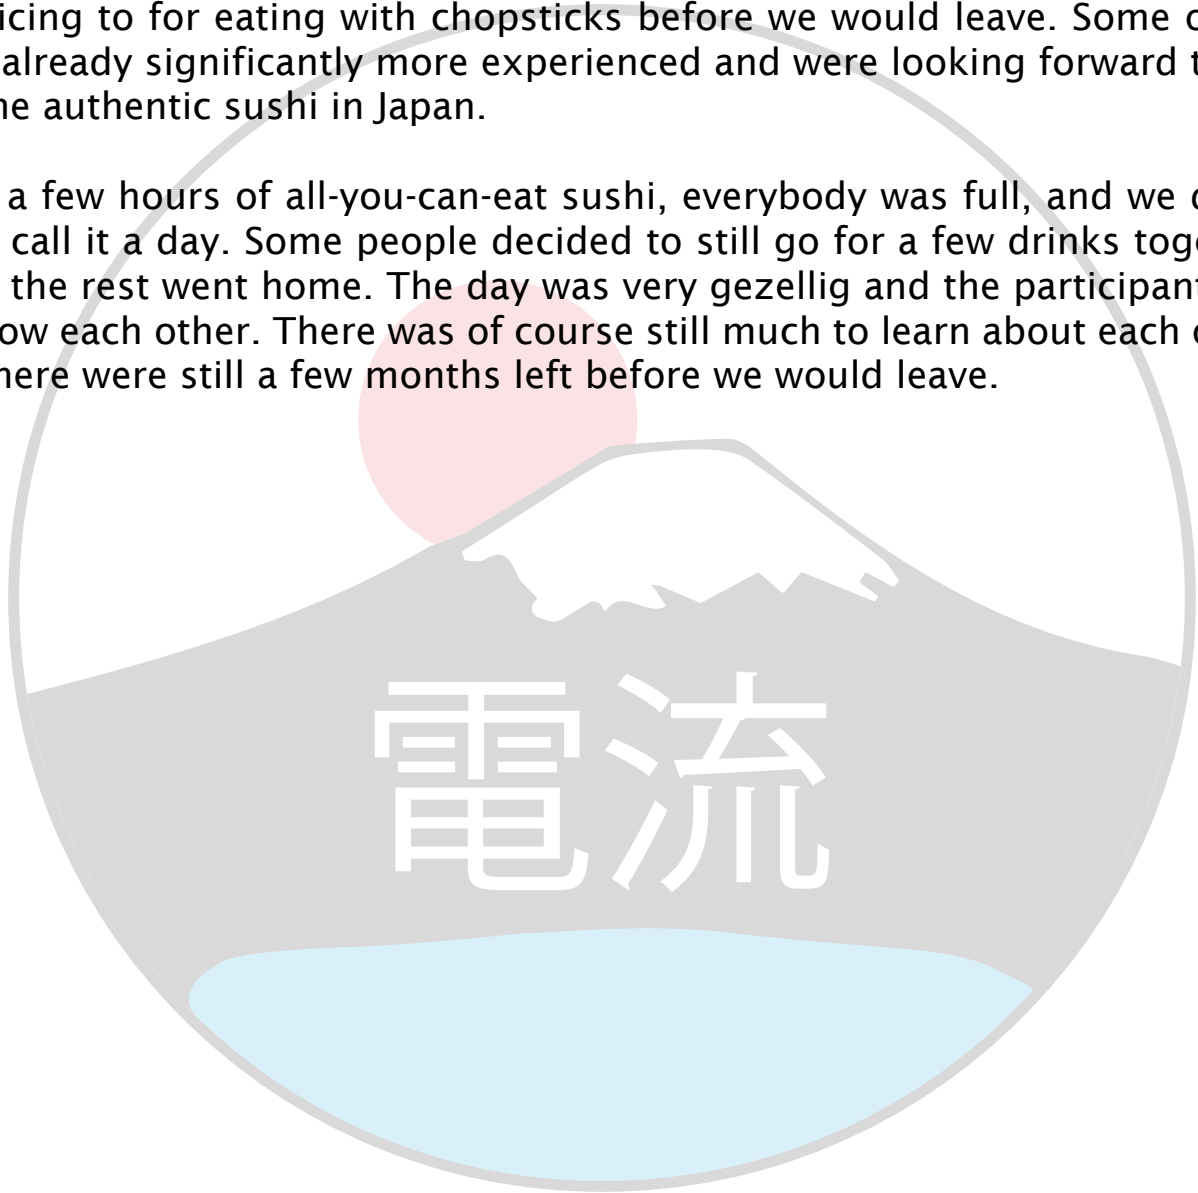 icing to for eating with chopsticks before we would leave. Some
already significantly more experienced and were looking forward
authentic sushi in Japan.
a few hours of all-you-can-eat sushi, everybody was full, and we
call it a day. Some people decided to still go for a few drinks
the rest went home. The day was very gezellig and the participant
each other. There was of course still much to learn about each
were still a few months left before we would leave.
電流